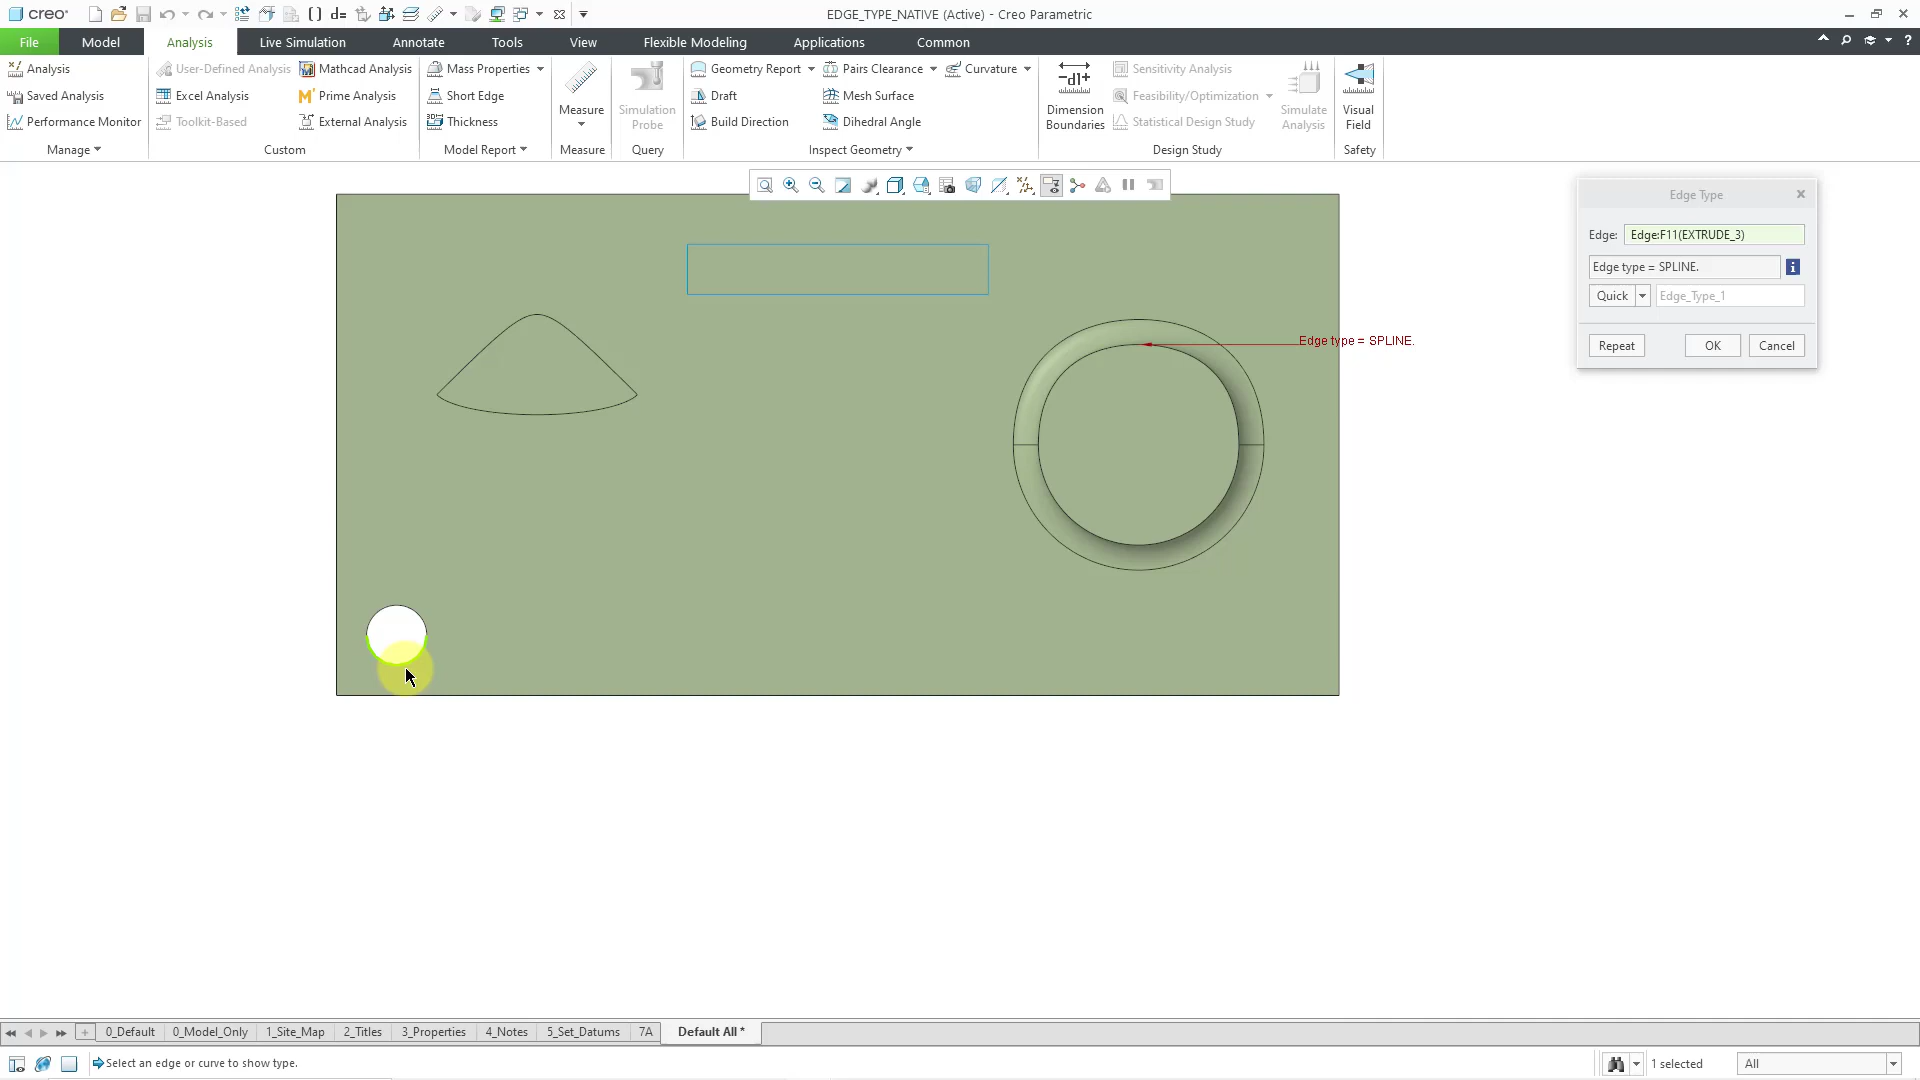 creo
d=
EDGE_TYPE_NATIVE (Active) - Creo Parametric
File
Model
Analysis
Live Simulation
Annotate
Tools
View
Flexible Modeling
Applications
Common
?
Analysis
Saved Analysis
Performance Monitor
Manage
User-Defined Analysis
Excel Analysis
Toolkit-Based
Mathcad Analysis
Prime Analysis
External Analysis
Custom
Mass Properties
Short Edge
Thickness
Model Report
Measure
Measure
Simulation
Probe
Query
Geometry Report
Draft
Build Direction
Pairs Clearance
Mesh Surface
Dihedral Angle
Curvature
Inspect Geometry
Dimension
Boundaries
Sensitivity Analysis
Feasibility/Optimization
Statistical Design Study
Simulate
Analysis
Design Study
Visual
Field
Safety
Edge Type
Edge: Edge:F11(EXTRUDE_3)
Edge type = SPLINE.
Quick
Edge_Type_1
Repeat
OK
Cancel
Edge type = SPLINE.
0_Default
0_Model_Only
1_Site_Map
2_Titles
3_Properties
4_Notes
5_Set_Datums
7A
Default All *
Select an edge or curve to show type.
1 selected
All